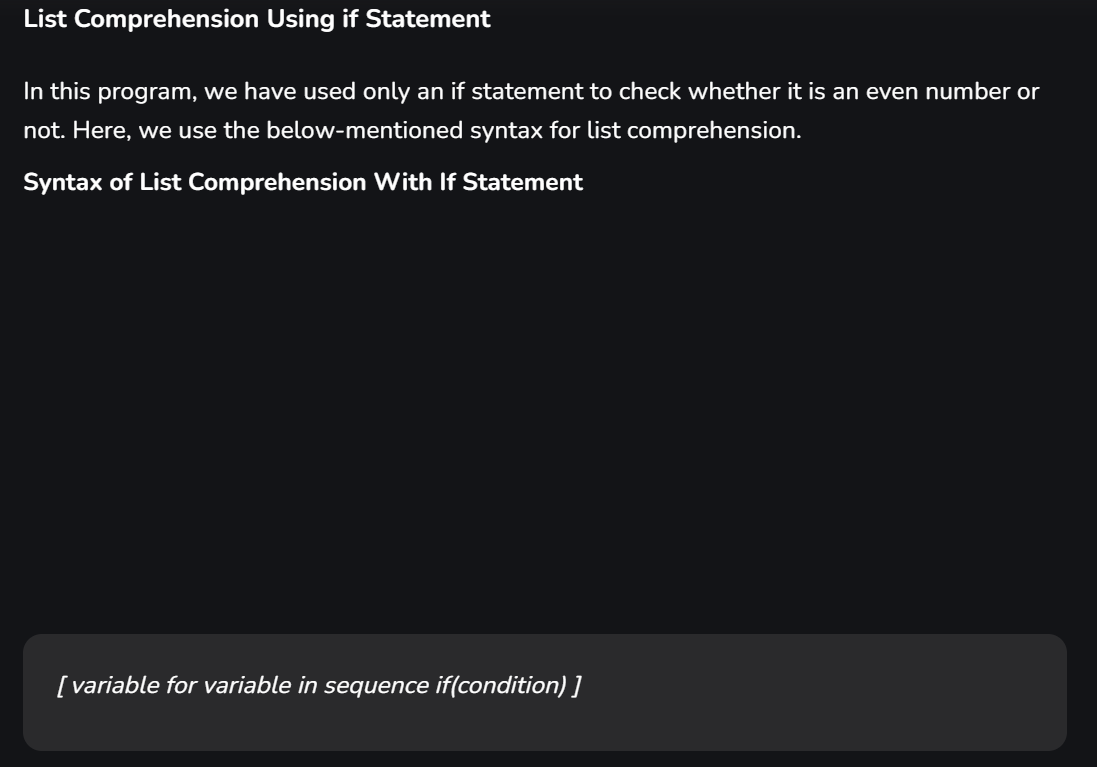 List Comprehension Using if Statement
In this program, we have used only an if statement to check whether it is an even number or
not. Here, we use the below-mentioned syntax for list comprehension.
Syntax of List Comprehension With If Statement
[ variable for variable in sequence if(condition) ]